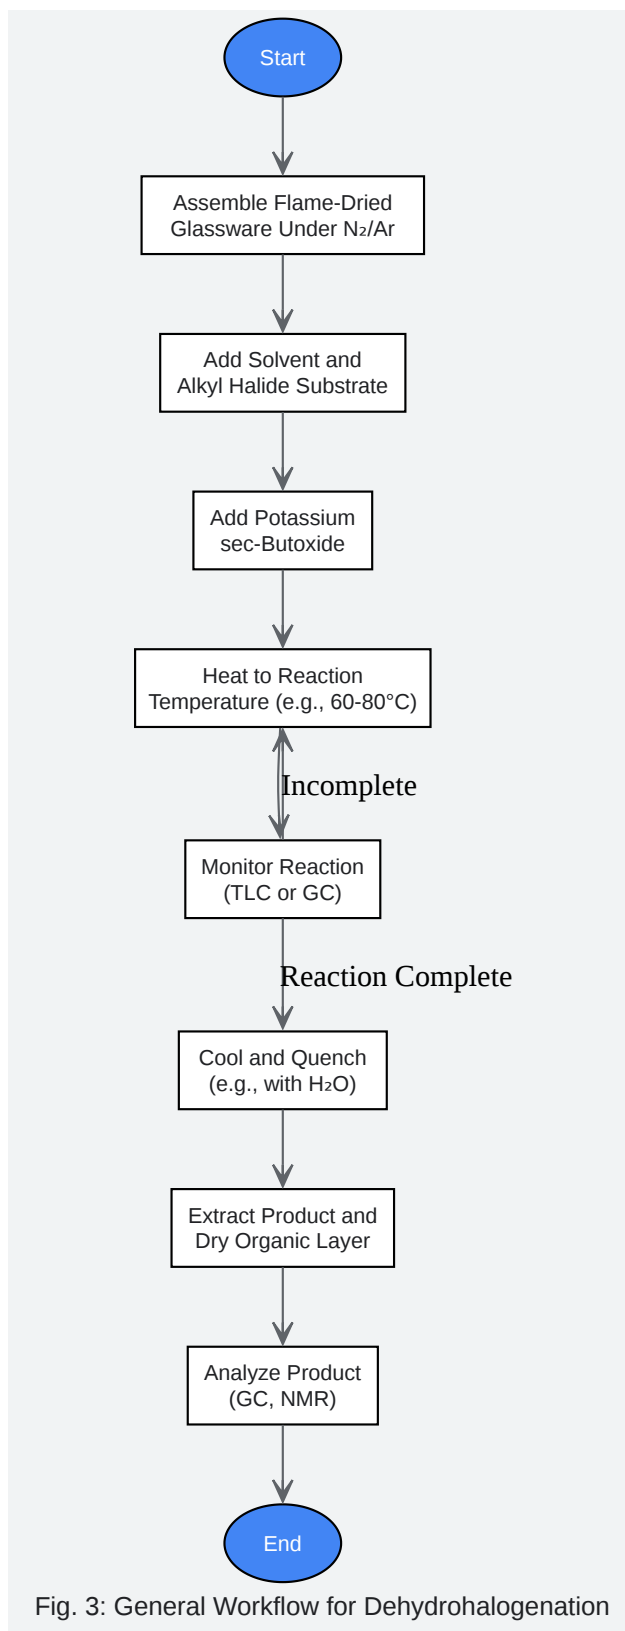 Start
Assemble Flame-Dried
Glassware Under N₂/Ar
Add Solvent and
Alkyl Halide Substrate
Add Potassium
sec-Butoxide
Heat to Reaction
Temperature (e.g., 60-80°C)
Incomplete
Monitor Reaction
(TLC or GC)
Reaction Complete
Cool and Quench
(e.g., with H₂O)
Extract Product and
Dry Organic Layer
Analyze Product
(GC, NMR)
End
Fig. 3: General Workflow for Dehydrohalogenation